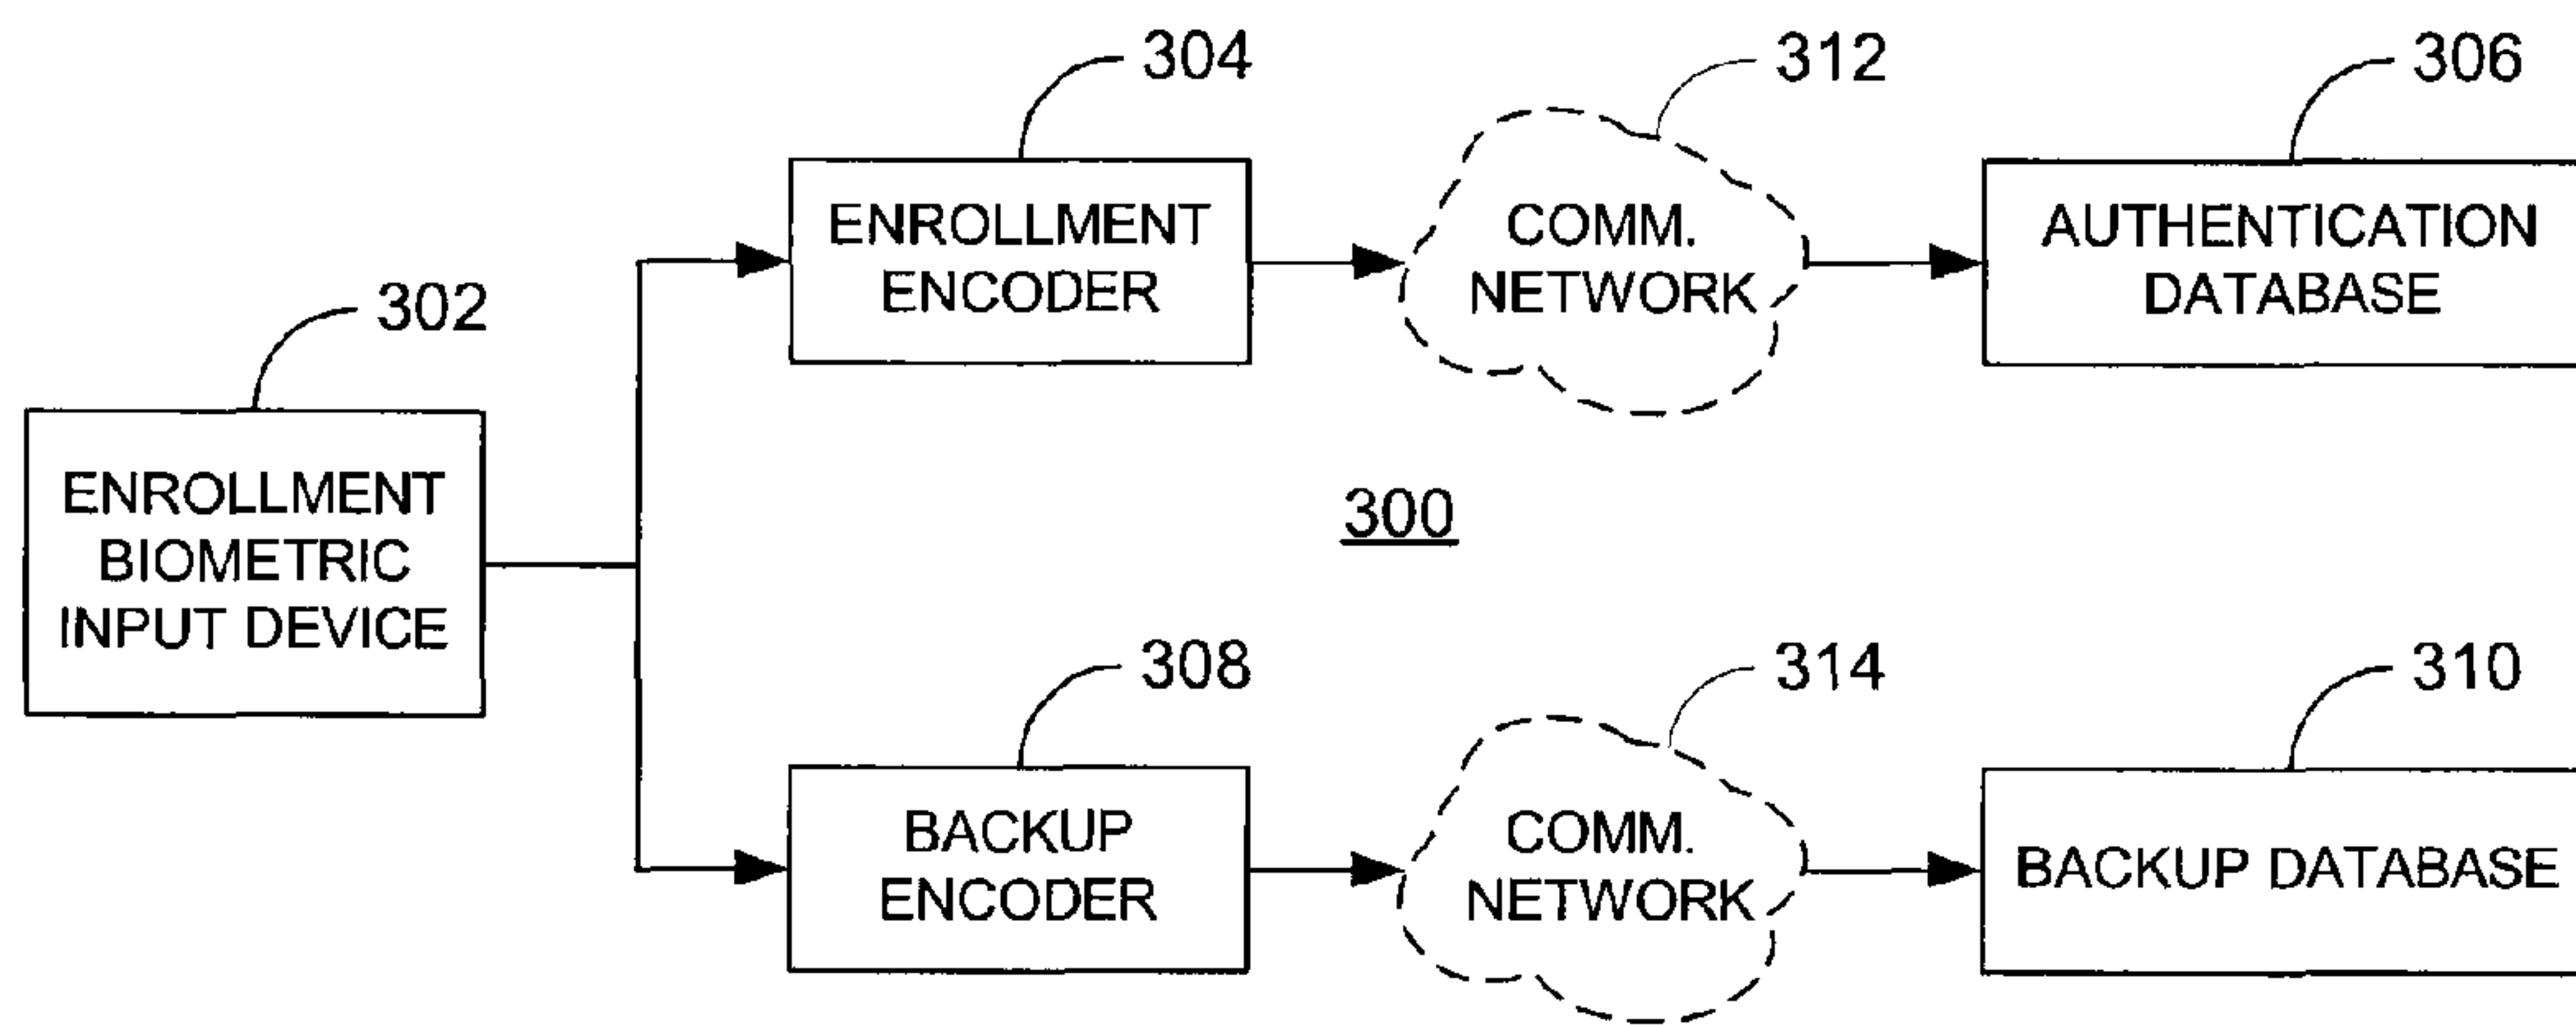 304
312
306
ENROLLMENT
ENCODER
COMM.
NETWORK
AUTHENTICATION
DATABASE
302
ENROLLMENT
BIOMETRIC
INPUT DEVICE
300
308
314
310
BACKUP
ENCODER
COMM.
NETWORK
BACKUP DATABASE